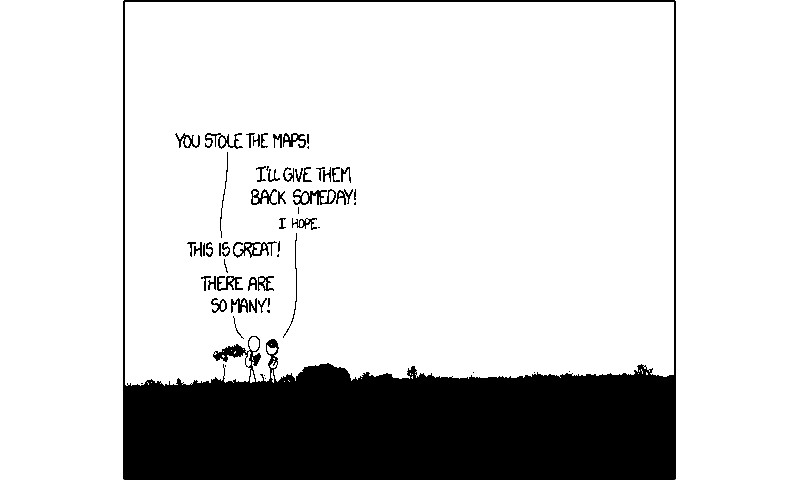 YOU STOLE THE MAPS!
I'LL GIVE THEM
BACK SOMEDAY!
I HOPE.
THIS IS GREAT!
THERE ARE
SO MANY!